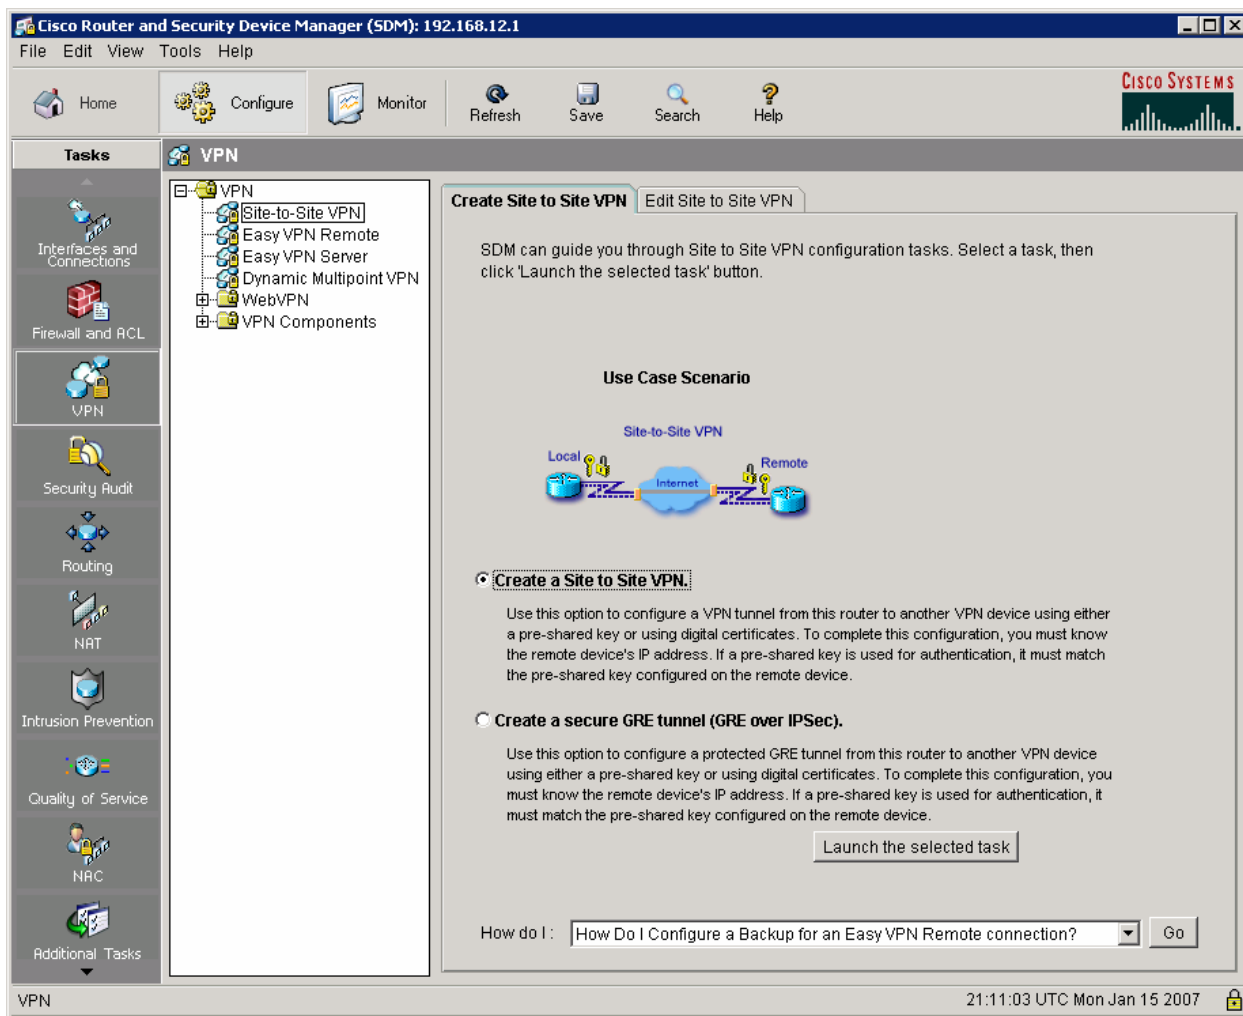 Cisco Router and Security Device Manager (SDM): 192.168.12.1
File Edit View Tools Help
Home Configure Monitor Refresh Save Search Help
CISCO SYSTEMS
Tasks
VPN
Interfaces and
Connections
Firewall and ACL
VPN
Security Audit
Routing
NAT
Intrusion Prevention
Quality of Service
NAC
Additional Tasks
VPN
Site-to-Site VPN
Easy VPN Remote
Easy VPN Server
Dynamic Multipoint VPN
WebVPN
VPN Components
Create Site to Site VPN Edit Site to Site VPN
SDM can guide you through Site to Site VPN configuration tasks. Select a task, then
click 'Launch the selected task' button.
Use Case Scenario
Site-to-Site VPN
Local
Internet
Remote
Create a Site to Site VPN.
Use this option to configure a VPN tunnel from this router to another VPN device using either
a pre-shared key or using digital certificates. To complete this configuration, you must know
the remote device's IP address. If a pre-shared key is used for authentication, it must match
the pre-shared key configured on the remote device.
Create a secure GRE tunnel (GRE over IPSec).
Use this option to configure a protected GRE tunnel from this router to another VPN device
using either a pre-shared key or using digital certificates. To complete this configuration, you
must know the remote device's IP address. If a pre-shared key is used for authentication, it
must match the pre-shared key configured on the remote device.
Launch the selected task
How do I : How Do I Configure a Backup for an Easy VPN Remote connection? Go
VPN
21:11:03 UTC Mon Jan 15 2007